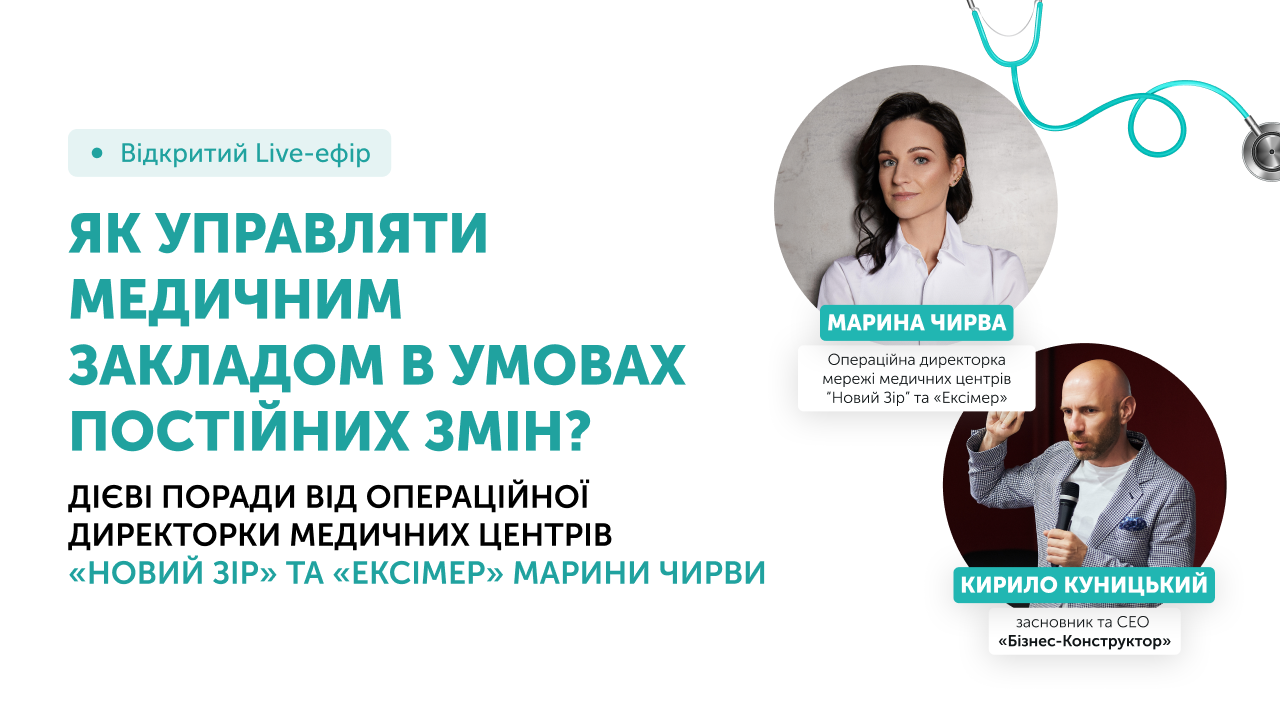 Відкритий Live-ефір
ЯК УПРАВЛЯТИ
МЕДИЧНИМ
ЗАКЛАДОМ В УМОВАХ
ПОСТІЙНИХ ЗМІН?
ДІЄВІ ПОРАДИ ВІД ОПЕРАЦІЙНОЇ
ДИРЕКТОРКИ МЕДИЧНИХ ЦЕНТРІВ
«НОВИЙ ЗІР» ТА «ЕКСІМЕР» МАРИНИ ЧИРВИ
МАРИНА ЧИРВА
Операційна директорка
мережі медичних центрів
“Новий Зір” та «Ексімер»
КИРИЛО КУНИЦЬКИЙ
засновник та СЕО
«Бізнес-Конструктор»